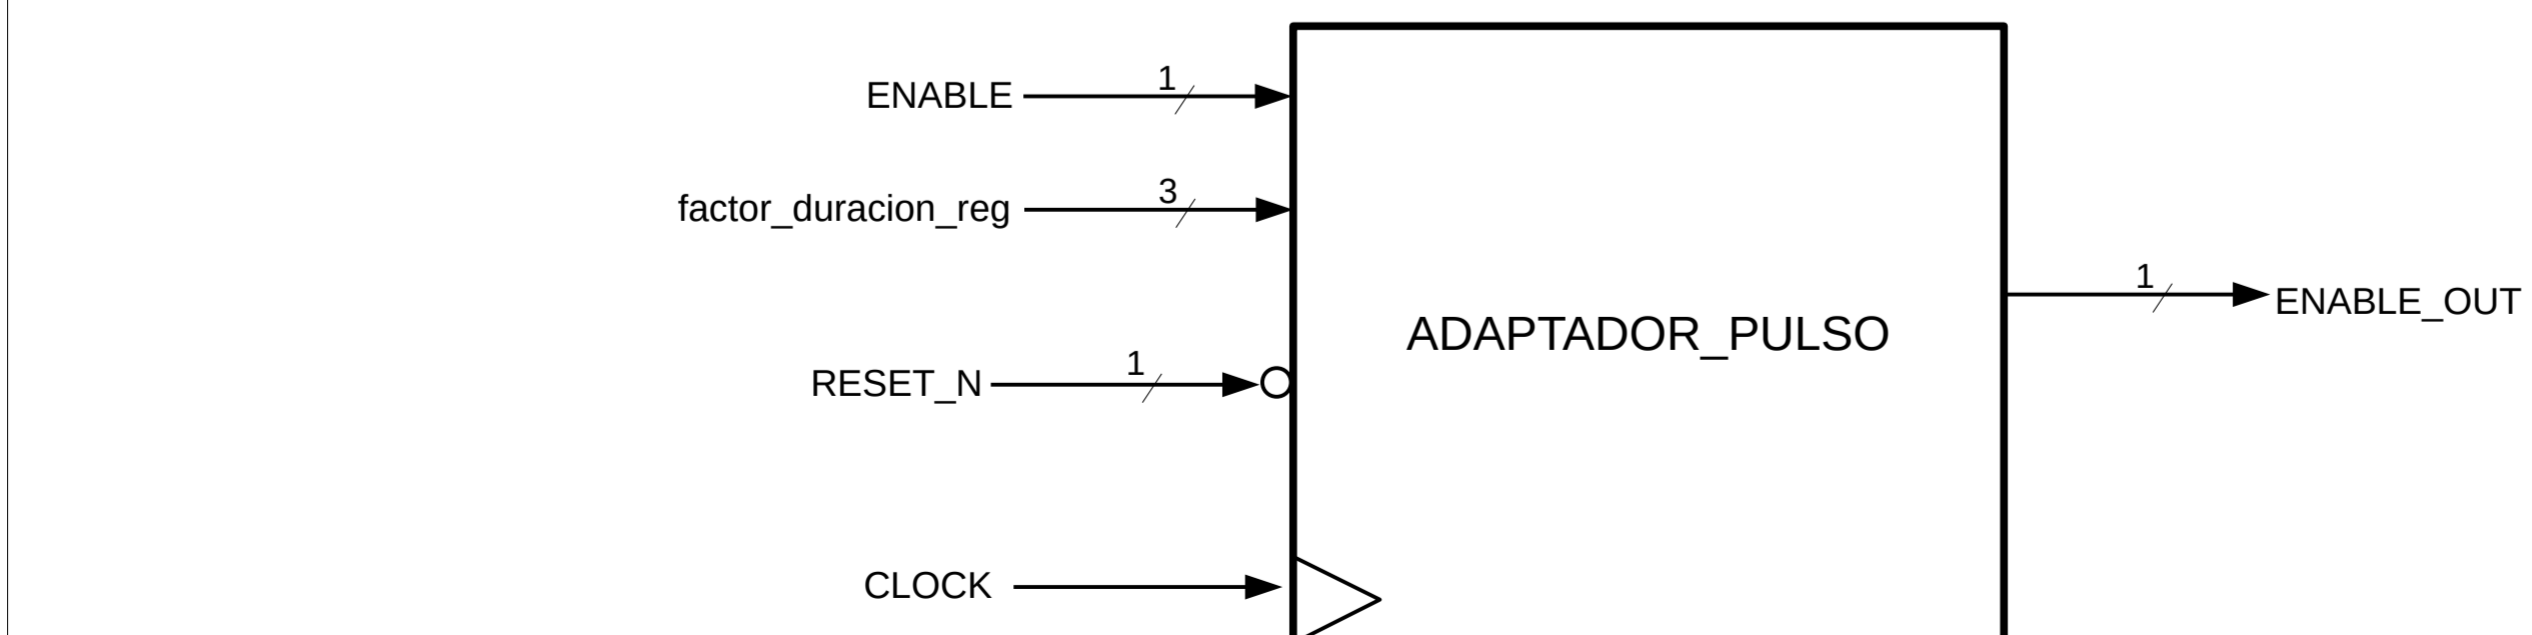 1
ENABLE
3
factor_duracion_reg
1
ENABLE_OUT
ADAPTADOR_PULSO
1
RESET_N
CLOCK